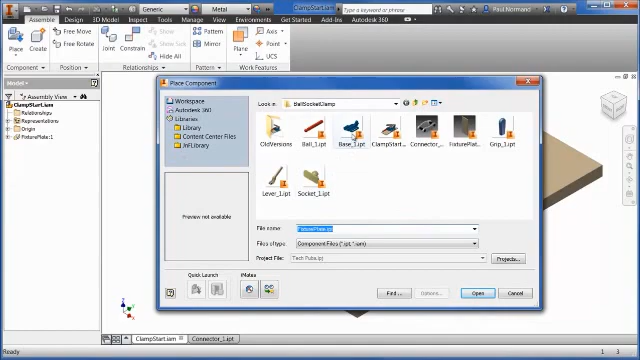 Generic
Generic
ClampStart.iam
Type a keyword or phrase
Paul Normand
Assemble
Design
3D Model
Sketch
Inspect
Tools
Manage
View
Environments
Get Started
Vault
Add-Ins
Autodesk 360
Place
Create
Free Move
Free Rotate
Joint
Constrain
Show
Hide All
Pattern
Mirror
Axis
Point
UCS
Component
Position
Relationships
Pattern
Work Features
Model
Assembly View
ClampStart.iam
Relationships
Representations
Origin
FixturePlate:1
Place Component
Workspace
Autodesk 360
Libraries
Library
Content Center Files
JnFLibrary
Look in:
BallSocketClamp
OldVersions
Ball_1.ipt
Base_1.ipt
ClampStart...
Connector_...
FixturePlat...
Grip_1.ipt
Lever_1.ipt
Socket_1.ipt
Preview not available
File name:
FixturePlate.ipt
Files of type:
Component Files (*.ipt;*.iam)
Project File:
Tech Pubs.ipj
Projects...
Quick Launch
iMates
Find...
Options...
Open
Cancel
ClampStart.iam
Connector_1.ipt
1
3